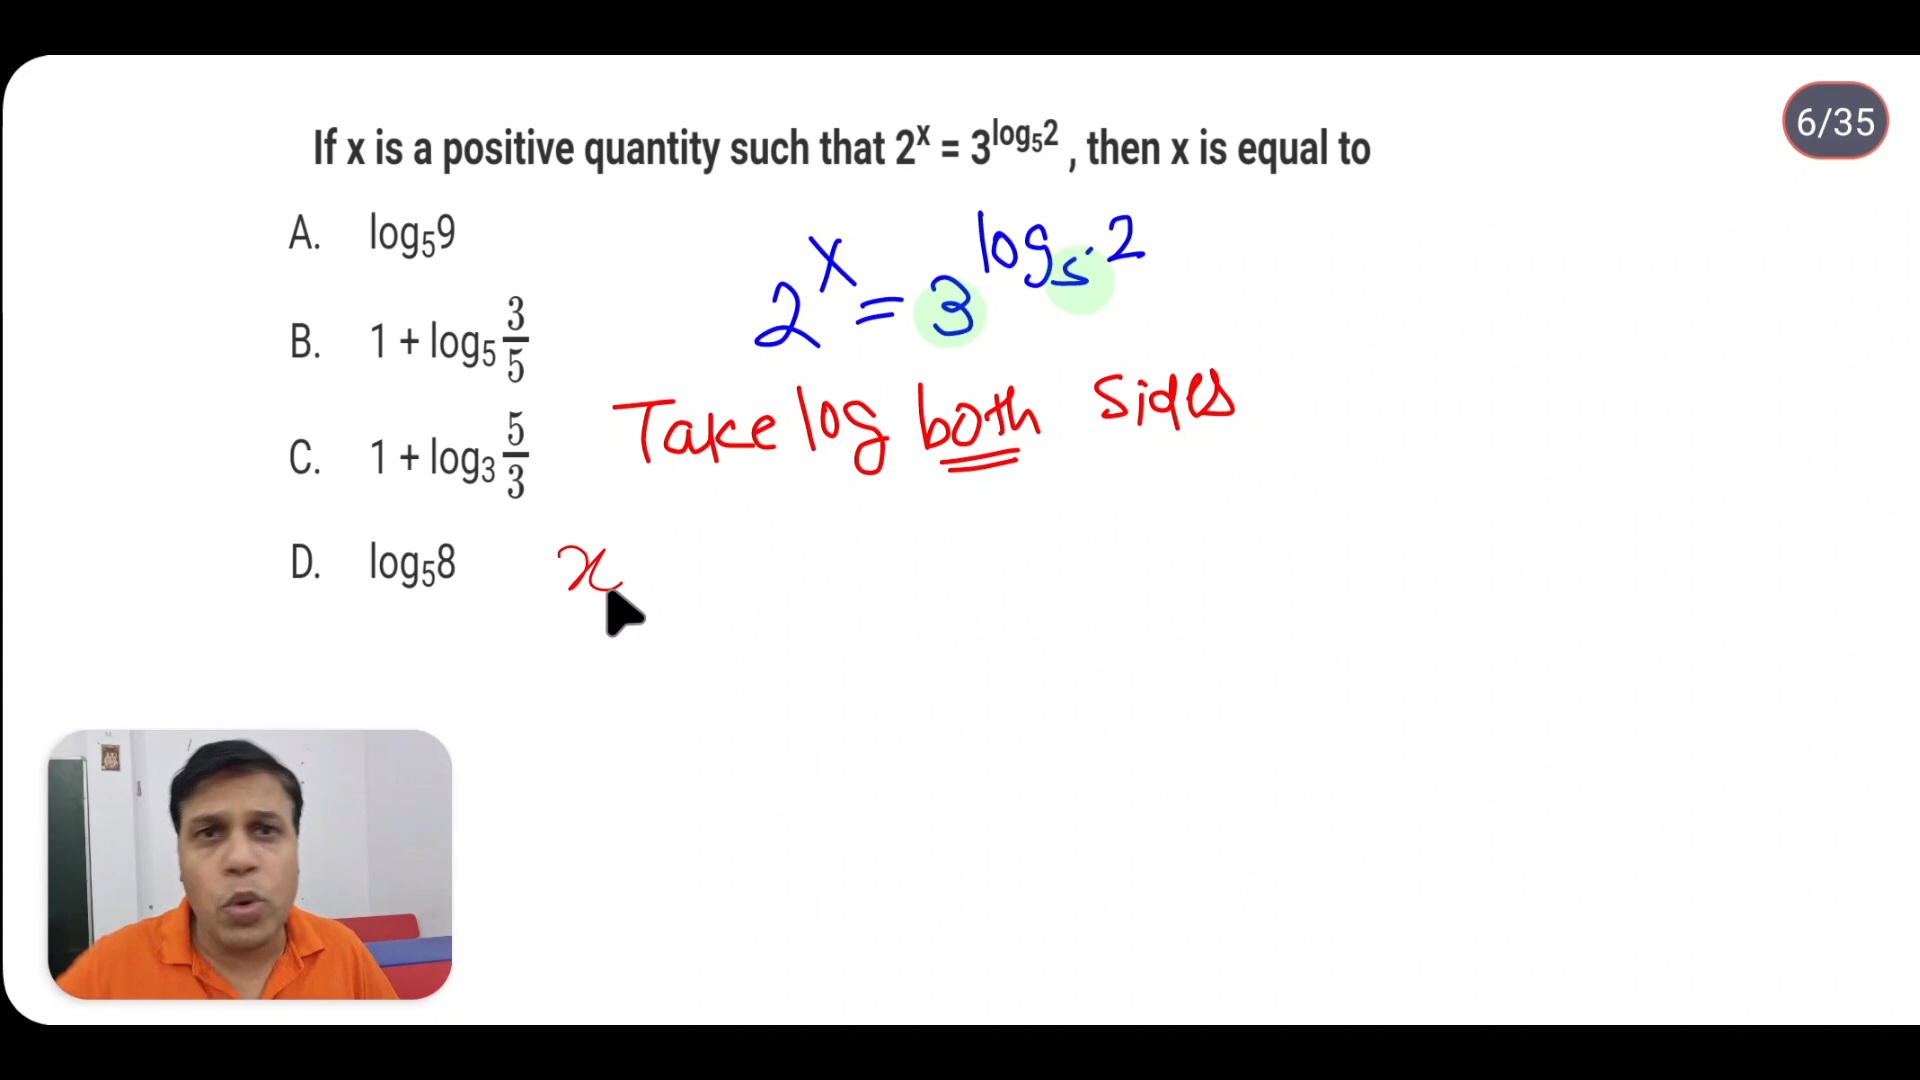 6/35
If x is a positive quantity such that 2ˣ = 3^log₅2 , then x is equal to
A. log₅9
B. 1 + log₅ 3/5
C. 1 + log₃ 5/3
D. log₅8
2^x = 3^log₅2
Take log both sides
x